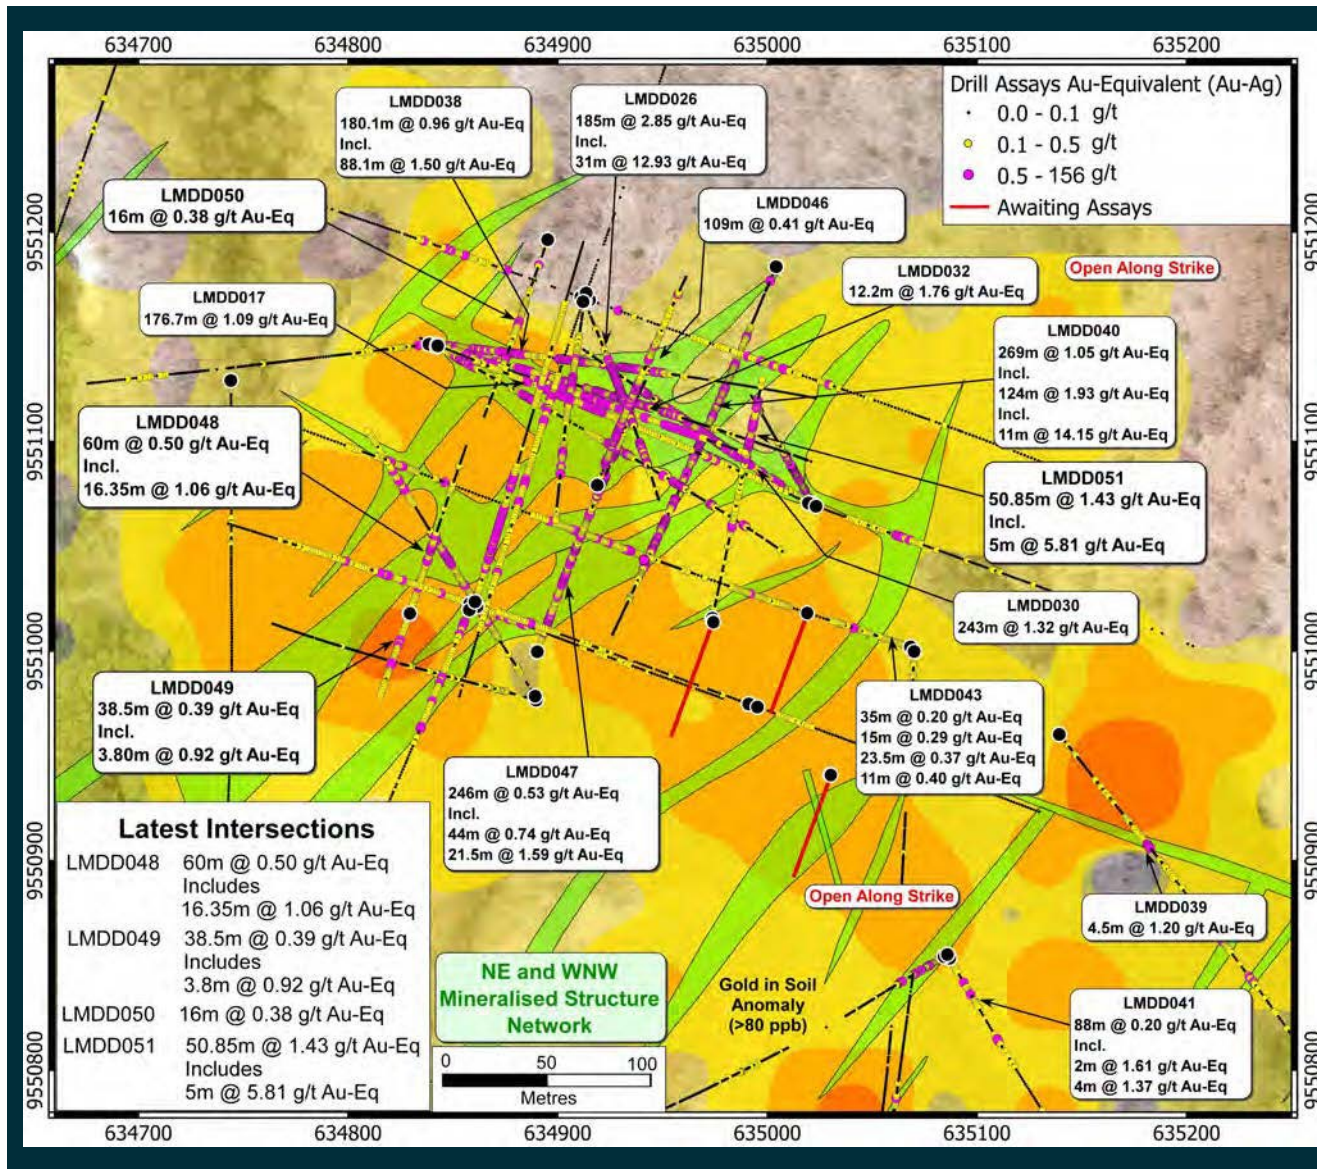 634700 634800 634900 635000 635100 635200
Drill Assays Au-Equivalent (Au-Ag)
0.0 - 0.1 g/t
0.1 - 0.5 g/t
0.5 - 156 g/t
Awaiting Assays
LMDD038
180.1m @ 0.96 g/t Au-Eq
Incl.
88.1m @ 1.50 g/t Au-Eq
LMDD026
185m @ 2.85 g/t Au-Eq
Incl.
31m @ 12.93 g/t Au-Eq
LMDD050
16m @ 0.38 g/t Au-Eq
LMDD046
109m @ 0.41 g/t Au-Eq
9551200
9551200
Open Along Strike
LMDD032
12.2m @ 1.76 g/t Au-Eq
LMDD017
176.7m @ 1.09 g/t Au-Eq
LMDD040
269m @ 1.05 g/t Au-Eq
Incl.
124m @ 1.93 g/t Au-Eq
Incl.
11m @ 14.15 g/t Au-Eq
9551100
9551100
LMDD048
60m @ 0.50 g/t Au-Eq
Incl.
16.35m @ 1.06 g/t Au-Eq
LMDD051
50.85m @ 1.43 g/t Au-Eq
Incl.
5m @ 5.81 g/t Au-Eq
LMDD030
243m @ 1.32 g/t Au-Eq
9551000
9551000
LMDD049
38.5m @ 0.39 g/t Au-Eq
Incl.
3.80m @ 0.92 g/t Au-Eq
LMDD043
35m @ 0.20 g/t Au-Eq
15m @ 0.29 g/t Au-Eq
23.5m @ 0.37 g/t Au-Eq
11m @ 0.40 g/t Au-Eq
LMDD047
246m @ 0.53 g/t Au-Eq
Incl.
44m @ 0.74 g/t Au-Eq
21.5m @ 1.59 g/t Au-Eq
9550900
9550900
Open Along Strike
LMDD039
4.5m @ 1.20 g/t Au-Eq
Latest Intersections
LMDD048 60m @ 0.50 g/t Au-Eq
Includes
16.35m @ 1.06 g/t Au-Eq
LMDD049 38.5m @ 0.39 g/t Au-Eq
Includes
3.8m @ 0.92 g/t Au-Eq
LMDD050 16m @ 0.38 g/t Au-Eq
LMDD051 50.85m @ 1.43 g/t Au-Eq
Includes
5m @ 5.81 g/t Au-Eq
NE and WNW
Mineralised Structure
Network
Gold in Soil
Anomaly
(>80 ppb)
LMDD041
88m @ 0.20 g/t Au-Eq
Incl.
2m @ 1.61 g/t Au-Eq
4m @ 1.37 g/t Au-Eq
0 50 100
Metres
9550800
9550800
634700 634800 634900 635000 635100 635200